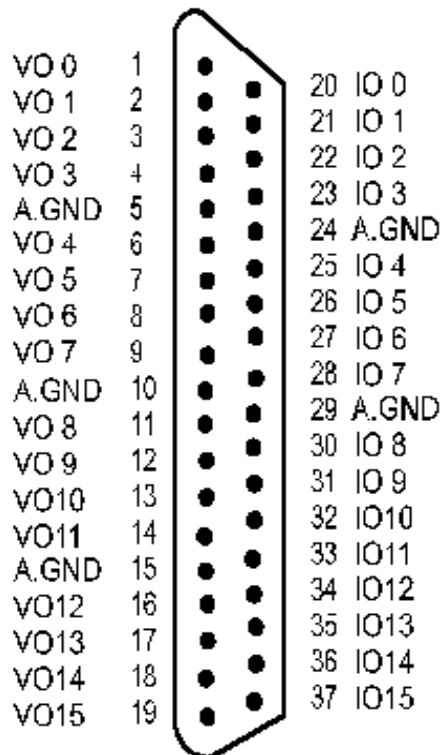 VO 0 1
VO 1 2
VO 2 3
VO 3 4
A.GND 5
VO 4 6
VO 5 7
VO 6 8
VO 7 9
A.GND 10
VO 8 11
VO 9 12
VO10 13
VO11 14
A.GND 15
VO12 16
VO13 17
VO14 18
VO15 19
20 IO 0
21 IO 1
22 IO 2
23 IO 3
24 A.GND
25 IO 4
26 IO 5
27 IO 6
28 IO 7
29 A.GND
30 IO 8
31 IO 9
32 IO10
33 IO11
34 IO12
35 IO13
36 IO14
37 IO15